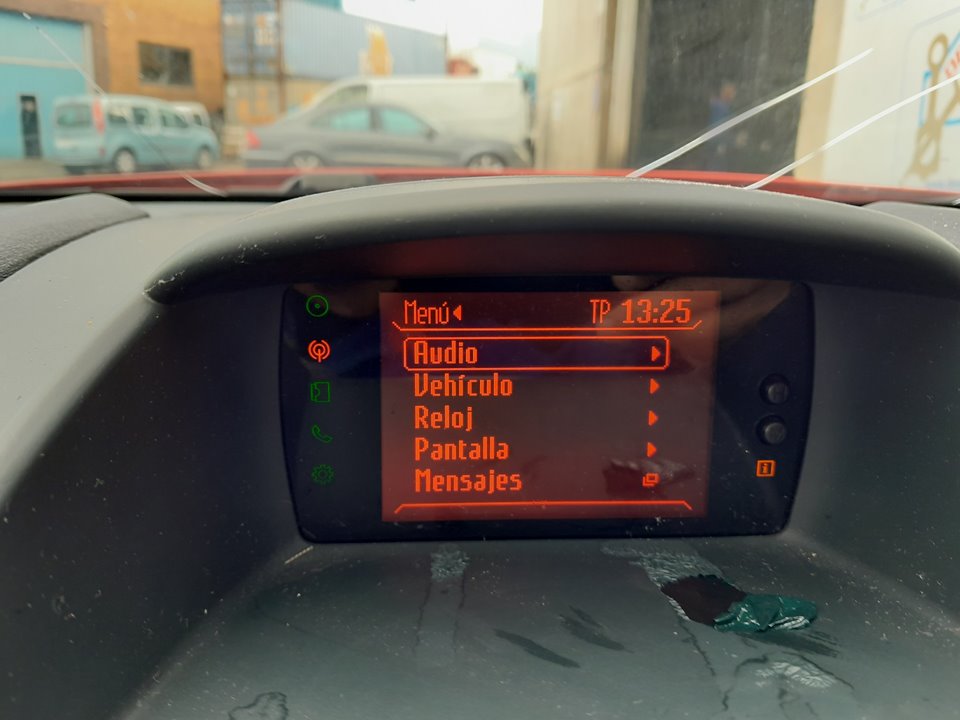 Menú TP 13:25
Audio
Vehículo
Reloj
Pantalla
Mensajes